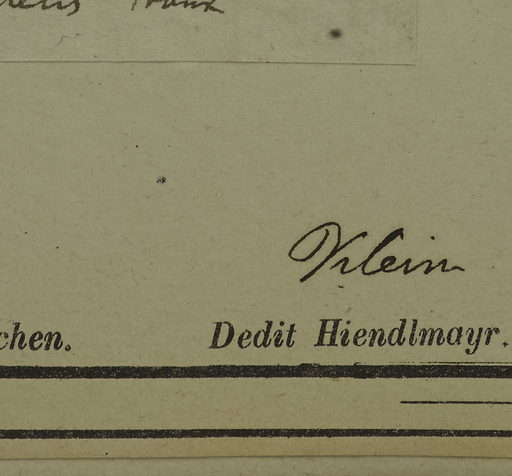 Klein
chen. Dedit Hiendlmayr.